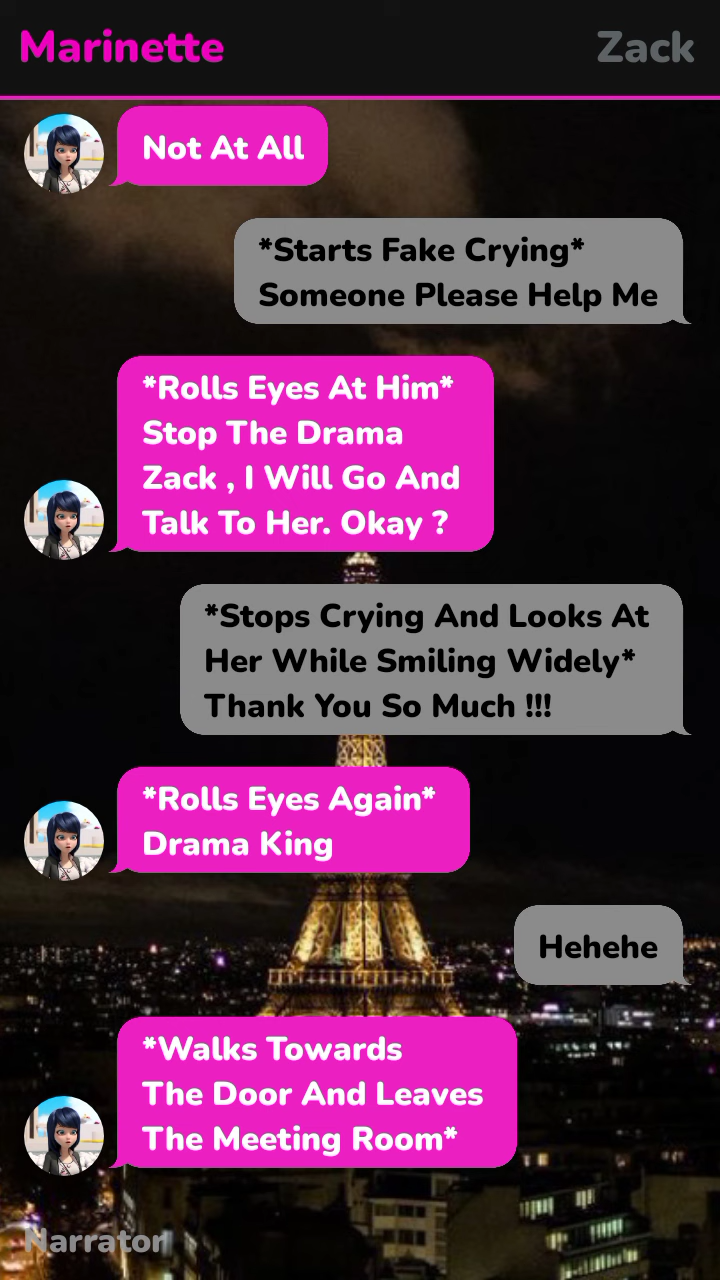 Marinette
Zack
Not At All
*Starts Fake Crying*
Someone Please Help Me
*Rolls Eyes At Him*
Stop The Drama
Zack , I Will Go And
Talk To Her. Okay ?
*Stops Crying And Looks At
Her While Smiling Widely*
Thank You So Much !!!
*Rolls Eyes Again*
Drama King
Hehehe
*Walks Towards
The Door And Leaves
The Meeting Room*
Narrator